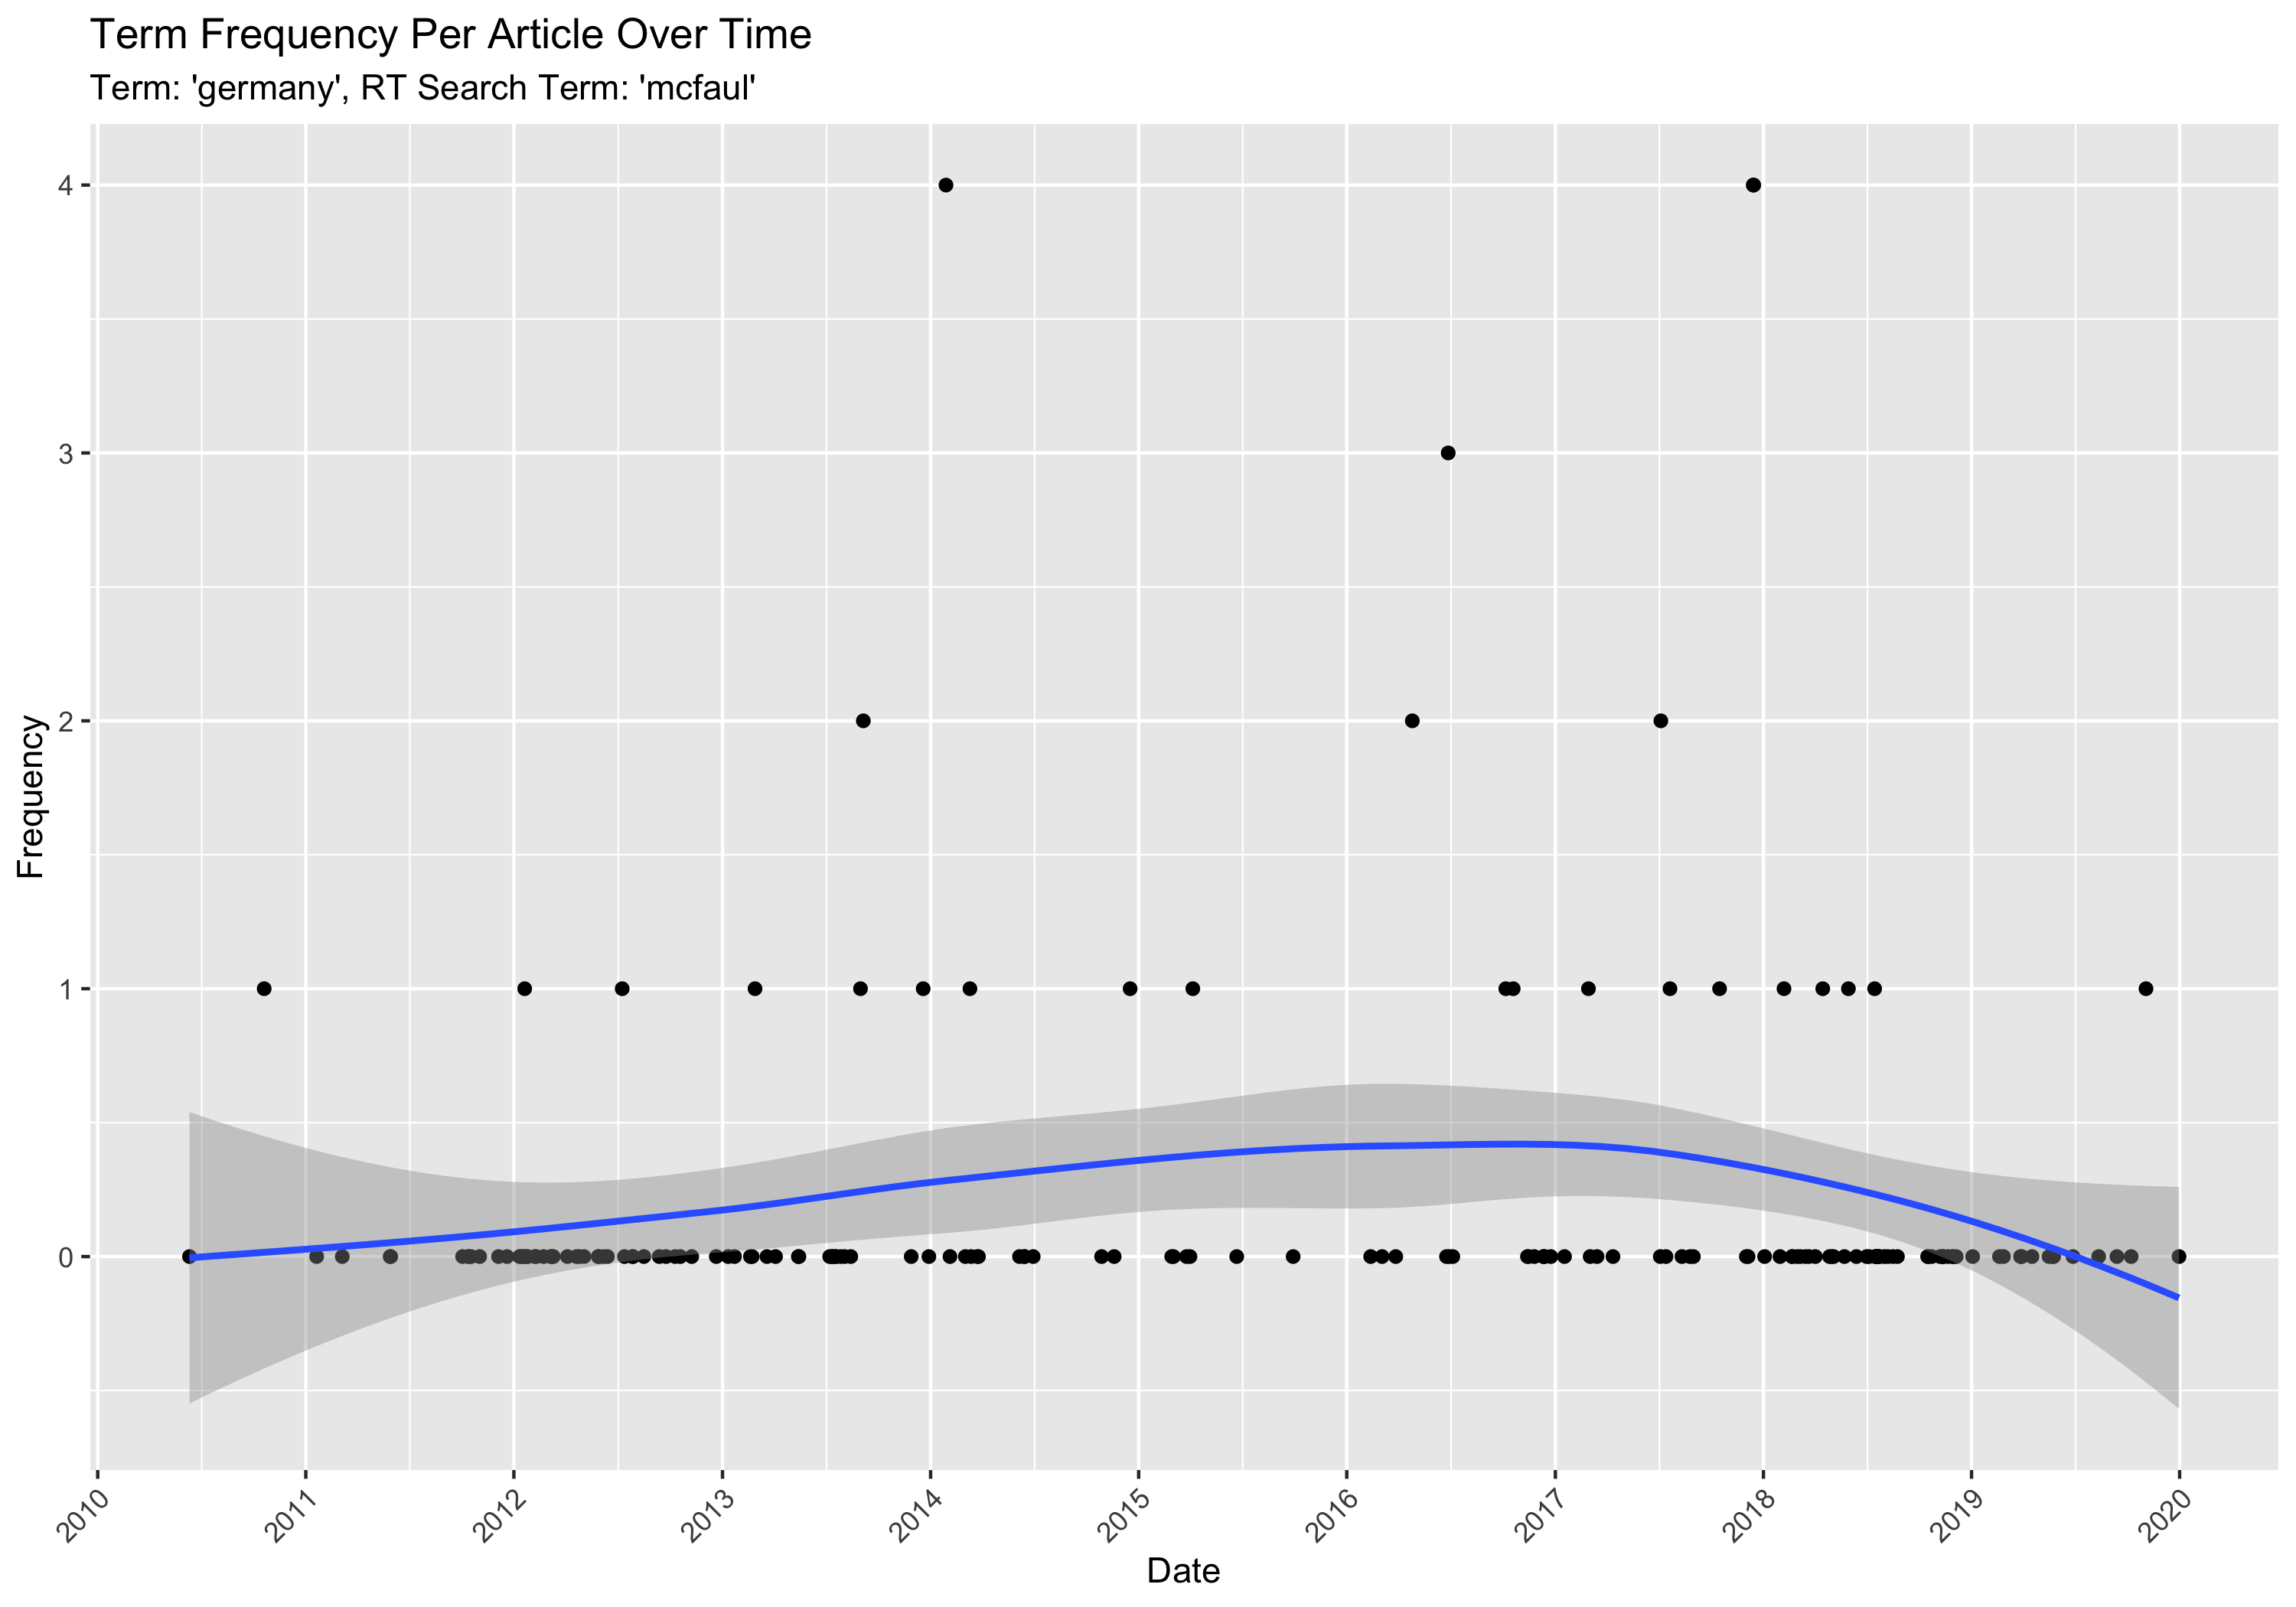 Term Frequency Per Article Over Time
Term: 'germany', RT Search Term: 'mcfaul'
4
3
2
1
0
Frequency
2010 2011 2012 2013 2014 2015 2016 2017 2018 2019 2020
Date